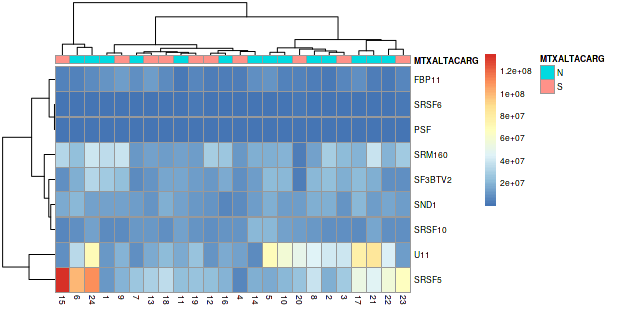 MTXALTACARG
FBP11
SRSF6
PSF
SRM160
SF3BTV2
SND1
SRSF10
U11
SRSF5
15 6 24 1 9 7 13 18 11 19 12 16 4 14 5 10 20 8 2 3 17 21 22 23
1.2e+08
1e+08
8e+07
6e+07
4e+07
2e+07
MTXALTACARG
N
S